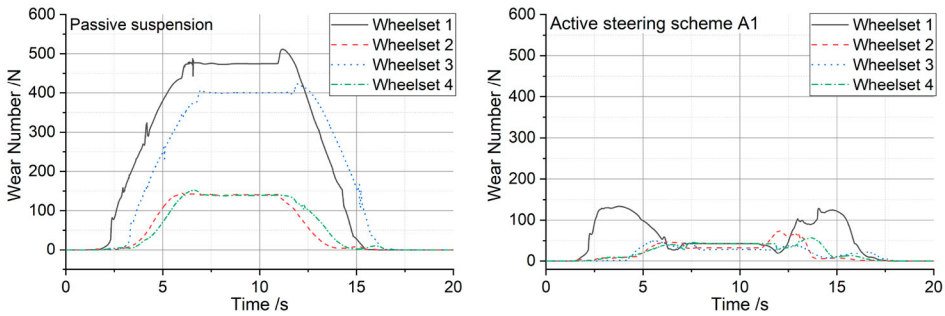 Passive suspension
Wheelset 1
Wheelset 2
Wheelset 3
Wheelset 4
600
500
400
300
200
100
0
Wear Number /N
0 5 10 15 20
Time /s
Active steering scheme A1
Wheelset 1
Wheelset 2
Wheelset 3
Wheelset 4
600
500
400
300
200
100
0
Wear Number /N
0 5 10 15 20
Time /s